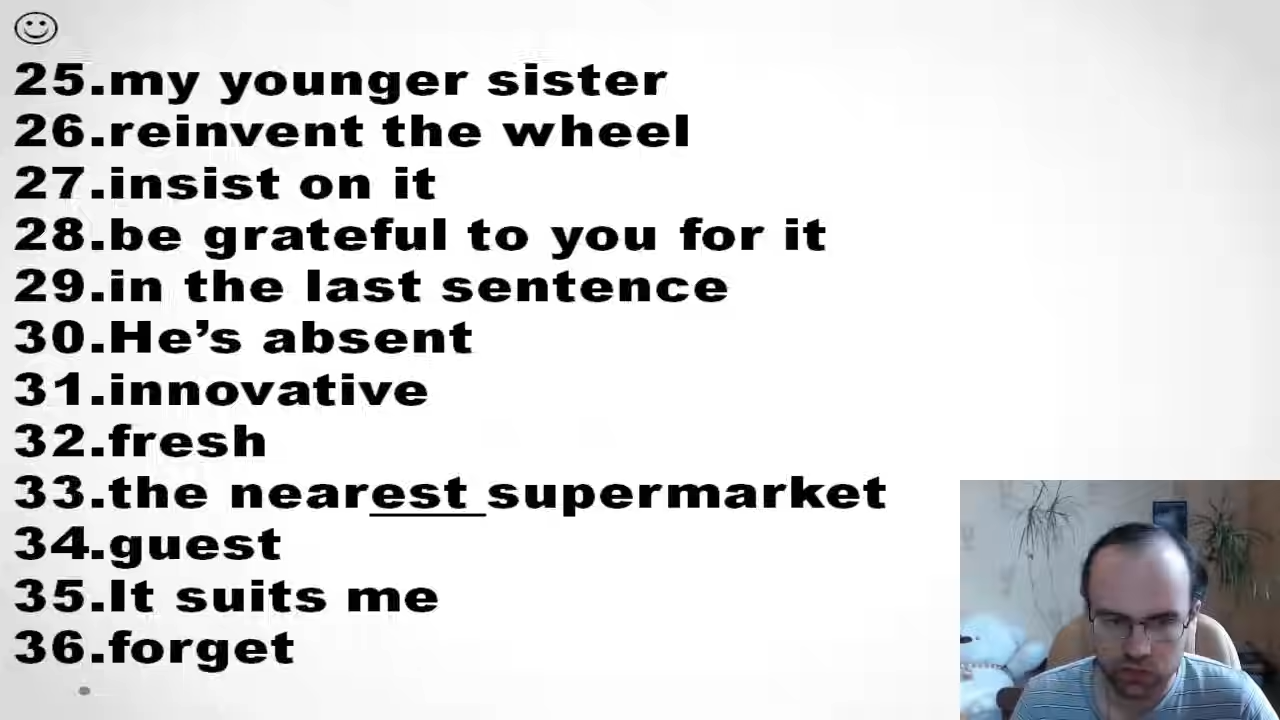 25.my younger sister
26.reinvent the wheel
27.insist on it
28.be grateful to you for it
29.in the last sentence
30.He’s absent
31.innovative
32.fresh
33.the nearest supermarket
34.guest
35.It suits me
36.forget